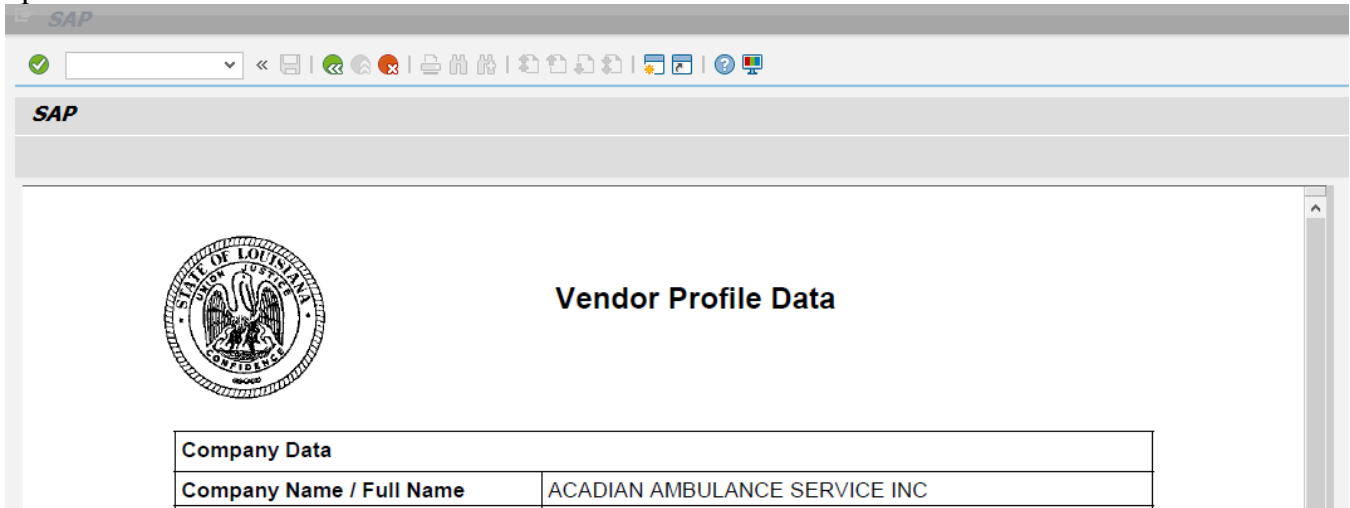 SAP
SAP
STATE OF LOUISIANA
UNION JUSTICE
CONFIDENCE
Vendor Profile Data
Company Data
Company Name / Full Name ACADIAN AMBULANCE SERVICE INC